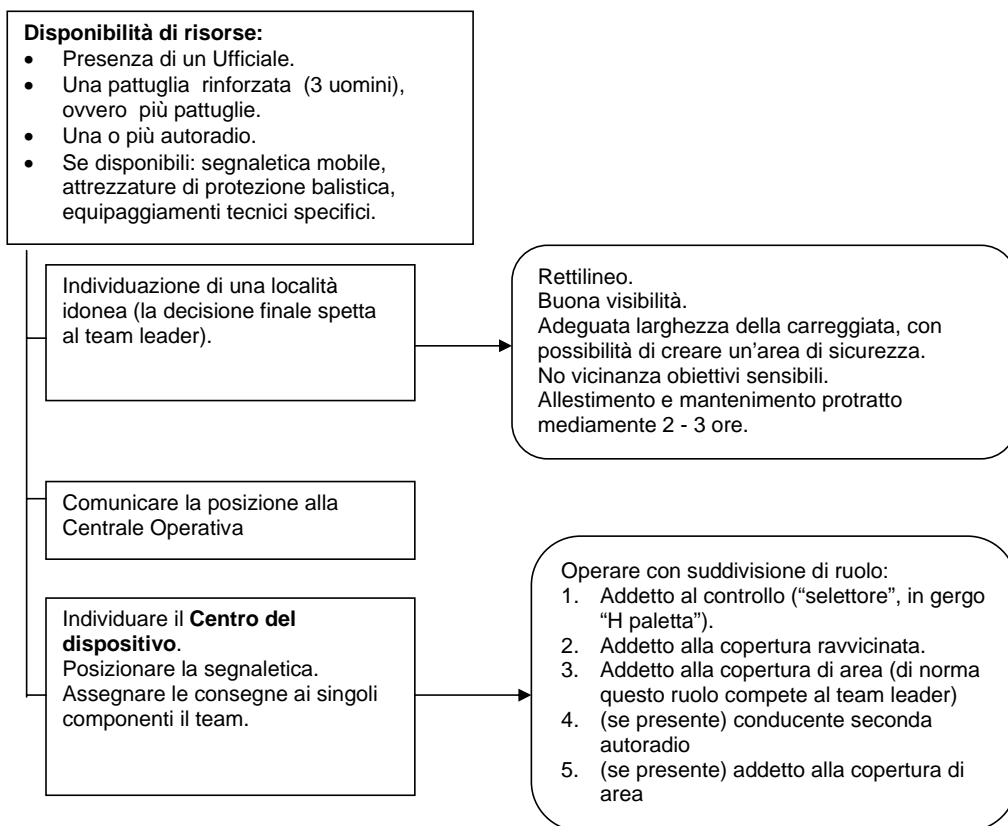 Disponibilità di risorse:
• Presenza di un Ufficiale.
• Una pattuglia rinforzata (3 uomini),
ovvero più pattuglie.
• Una o più autoradio.
• Se disponibili: segnaletica mobile,
attrezzature di protezione balistica,
equipaggiamenti tecnici specifici.
Individuazione di una località
idonea (la decisione finale spetta
al team leader).
Rettilineo.
Buona visibilità.
Adeguata larghezza della carreggiata, con
possibilità di creare un’area di sicurezza.
No vicinanza obiettivi sensibili.
Allestimento e mantenimento protratto
mediamente 2 - 3 ore.
Comunicare la posizione alla
Centrale Operativa
Individuare il Centro del
dispositivo.
Posizionare la segnaletica.
Assegnare le consegne ai singoli
componenti il team.
Operare con suddivisione di ruolo:
1. Addetto al controllo (“selettore”, in gergo
“H paletta”).
2. Addetto alla copertura ravvicinata.
3. Addetto alla copertura di area (di norma
questo ruolo compete al team leader)
4. (se presente) conducente seconda
autoradio
5. (se presente) addetto alla copertura di
area